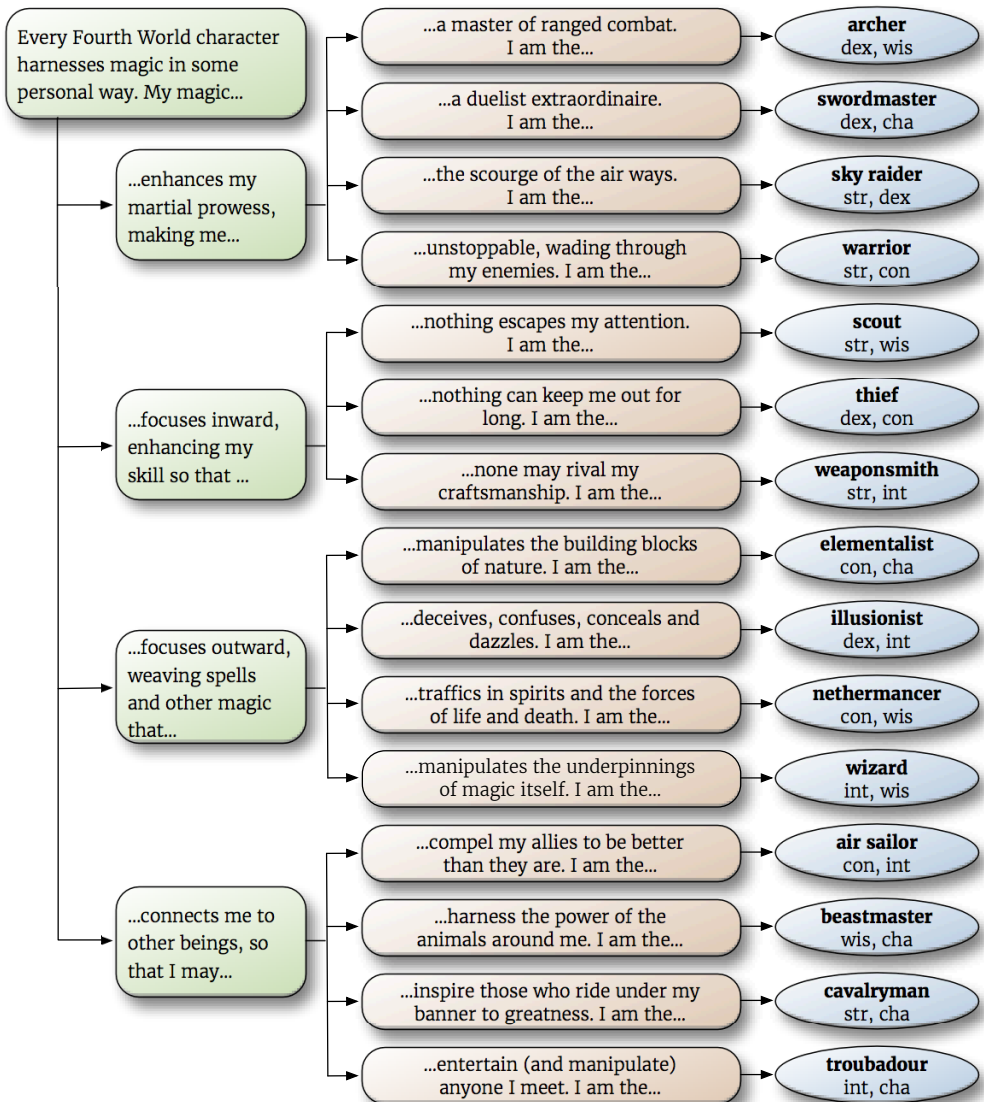 Every Fourth World character
harnesses magic in some
personal way. My magic...
...enhances my
martial prowess,
making me...
...a master of ranged combat.
I am the...
archer
dex, wis
...a duelist extraordinaire.
I am the...
swordmaster
dex, cha
...the scourge of the air ways.
I am the...
sky raider
str, dex
...unstoppable, wading through
my enemies. I am the...
warrior
str, con
...focuses inward,
enhancing my
skill so that ...
...nothing escapes my attention.
I am the...
scout
str, wis
...nothing can keep me out for
long. I am the...
thief
dex, con
...none may rival my
craftsmanship. I am the...
weaponsmith
str, int
...focuses outward,
weaving spells
and other magic
that...
...manipulates the building blocks
of nature. I am the...
elementalist
con, cha
...deceives, confuses, conceals and
dazzles. I am the...
illusionist
dex, int
...traffics in spirits and the forces
of life and death. I am the...
nethermancer
con, wis
...manipulates the underpinnings
of magic itself. I am the...
wizard
int, wis
...connects me to
other beings, so
that I may...
...compel my allies to be better
than they are. I am the...
air sailor
con, int
...harness the power of the
animals around me. I am the...
beastmaster
wis, cha
...inspire those who ride under my
banner to greatness. I am the...
cavalryman
str, cha
...entertain (and manipulate)
anyone I meet. I am the...
troubadour
int, cha